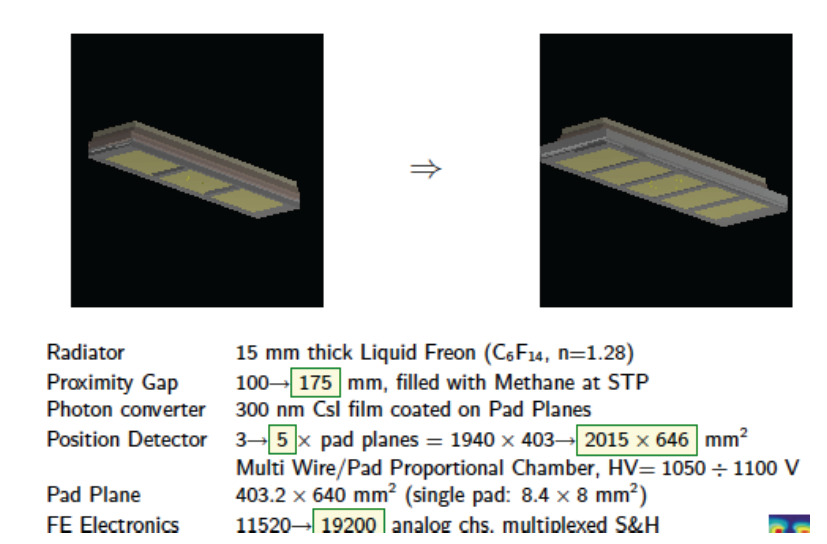 ⇒
Radiator 15 mm thick Liquid Freon (C₆F₁₄, n=1.28)
Proximity Gap 100→ 175 mm, filled with Methane at STP
Photon converter 300 nm CsI film coated on Pad Planes
Position Detector 3→ 5 × pad planes = 1940 × 403→ 2015 × 646 mm²
Multi Wire/Pad Proportional Chamber, HV= 1050 ÷ 1100 V
Pad Plane 403.2 × 640 mm² (single pad: 8.4 × 8 mm²)
FE Electronics 11520→ 19200 analog chs. multiplexed S&H